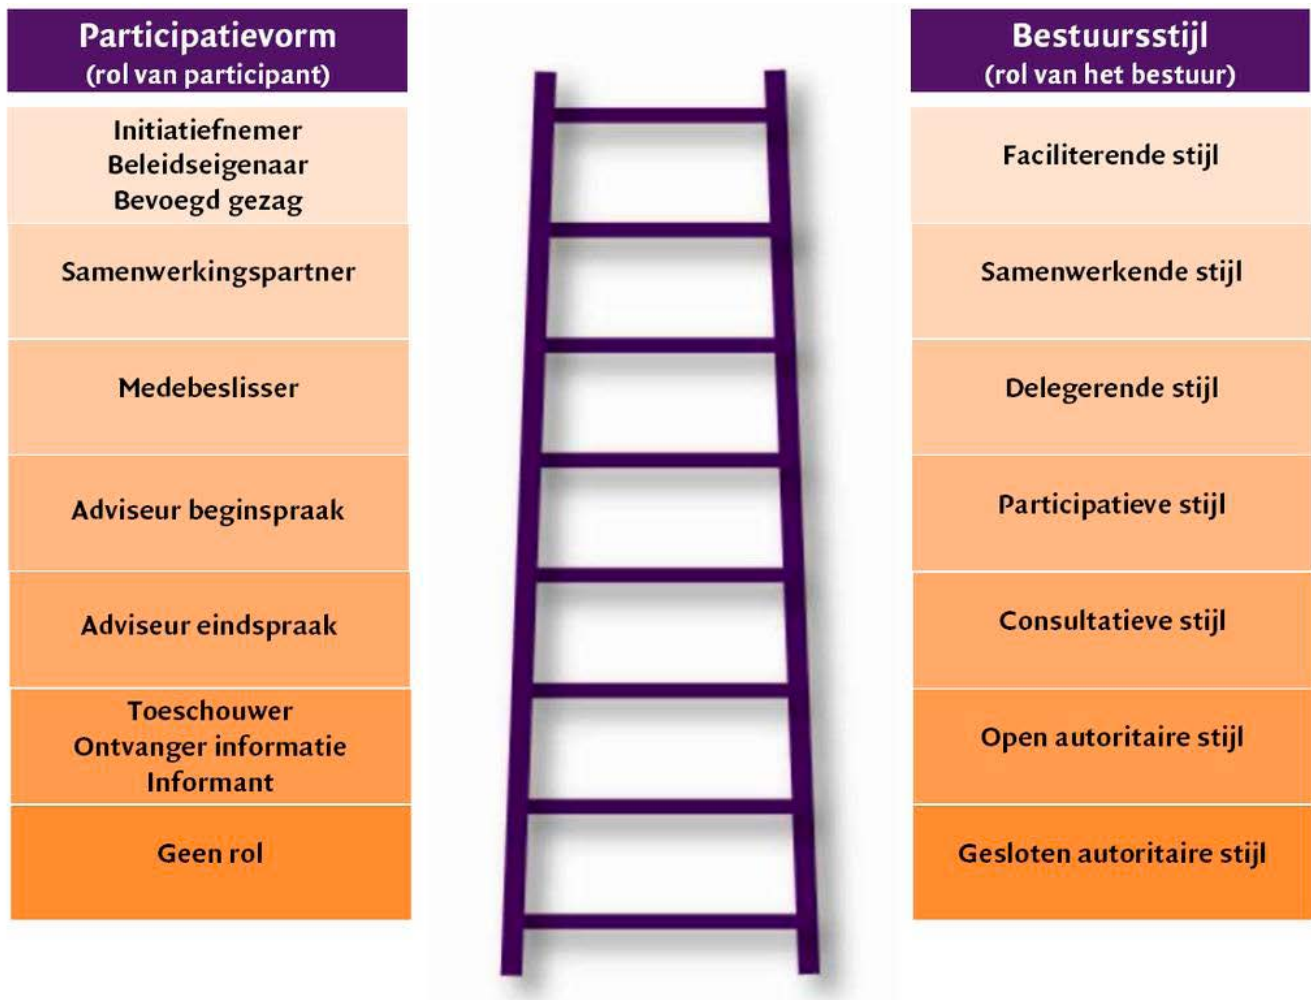 Participatievorm
(rol van participant)
Initiatiefnemer
Beleidseigenaar
Bevoegd gezag
Samenwerkingspartner
Medebeslisser
Adviseur beginspraak
Adviseur eindspraak
Toeschouwer
Ontvanger informatie
Informant
Geen rol
Bestuursstijl
(rol van het bestuur)
Faciliterende stijl
Samenwerkende stijl
Delegerende stijl
Participatieve stijl
Consultatieve stijl
Open autoritaire stijl
Gesloten autoritaire stijl